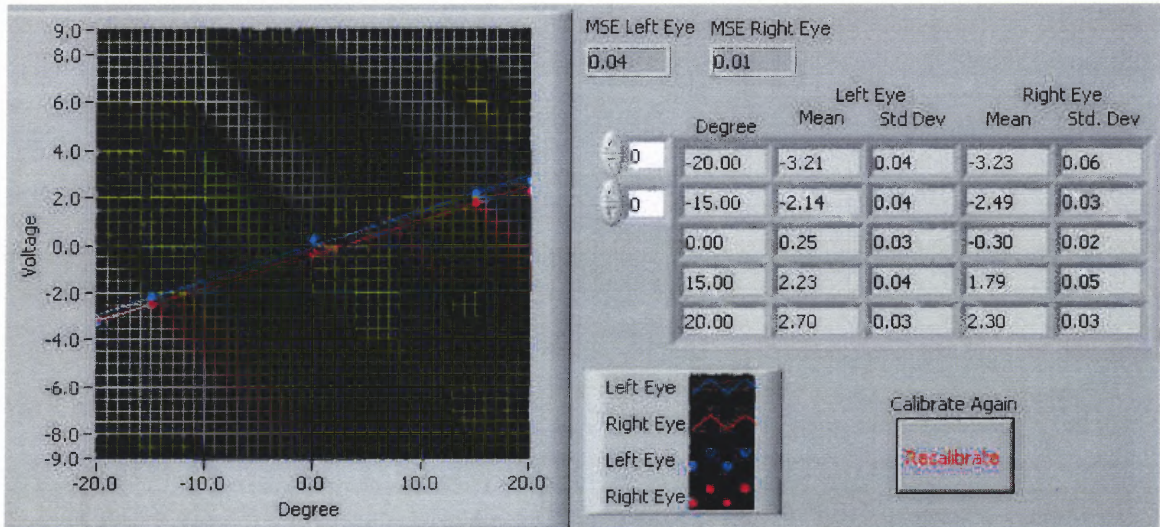 9.0
8.0
6.0
4.0
2.0
0.0
-2.0
-4.0
-6.0
-8.0
-9.0
Voltage
-20.0 -10.0 0.0 10.0 20.0
Degree
MSE Left Eye MSE Right Eye
0.04 0.01
Left Eye Right Eye
Degree Mean Std Dev Mean Std. Dev
0 -20.00 -3.21 0.04 -3.23 0.06
0 -15.00 -2.14 0.04 -2.49 0.03
0.00 0.25 0.03 -0.30 0.02
15.00 2.23 0.04 1.79 0.05
20.00 2.70 0.03 2.30 0.03
Left Eye
Right Eye
Left Eye
Right Eye
Calibrate Again
Recalibrate